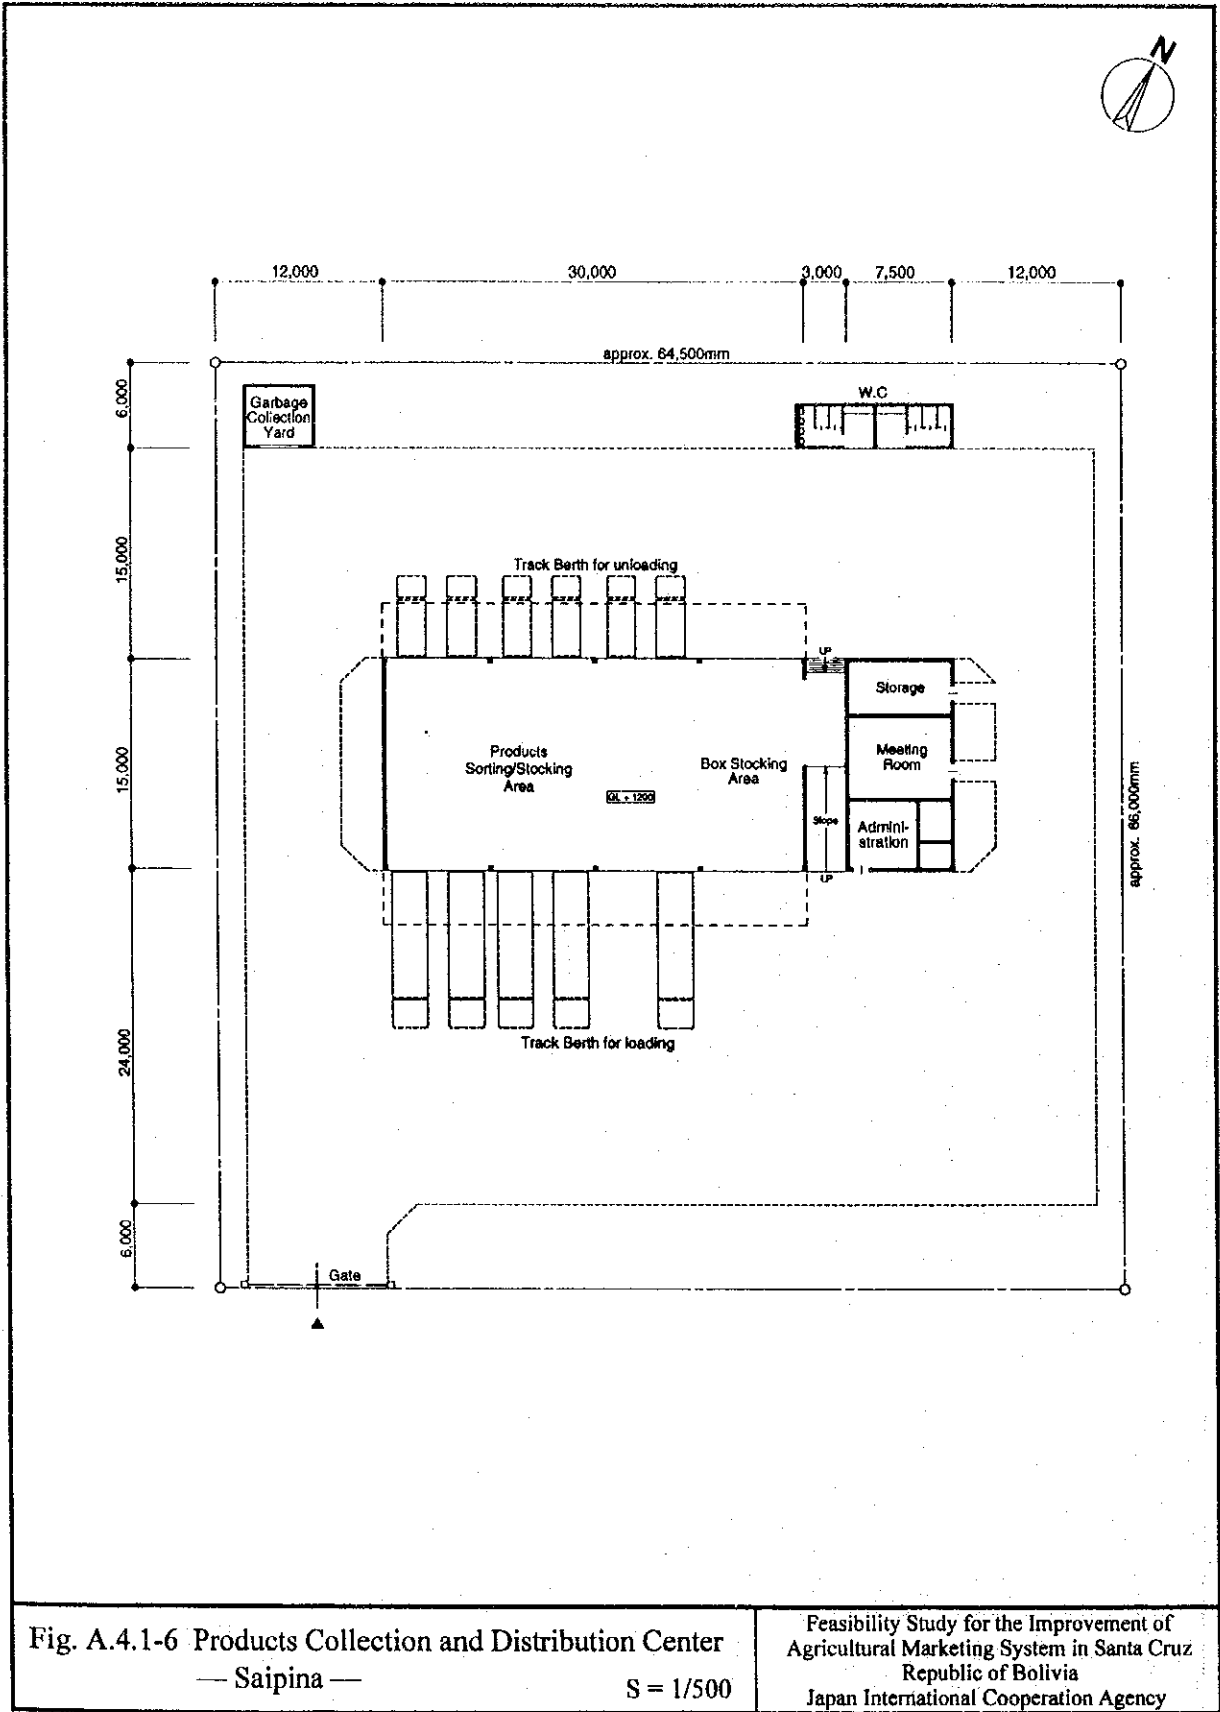 N
12,000
30,000
3,000
7,500
12,000
approx. 64,500mm
6,000
Garbage
Collection
Yard
W.C
15,000
Track Berth for unloading
UP
Storage
Products
Sorting/Stocking
Area
Box Stocking
Area
Meeting
Room
15,000
GL + 1200
Slope
Admini-
stration
UP
approx. 66,000mm
Track Berth for loading
24,000
6,000
Gate
Fig. A.4.1-6 Products Collection and Distribution Center
— Saipina —
S = 1/500
Feasibility Study for the Improvement of
Agricultural Marketing System in Santa Cruz
Republic of Bolivia
Japan International Cooperation Agency